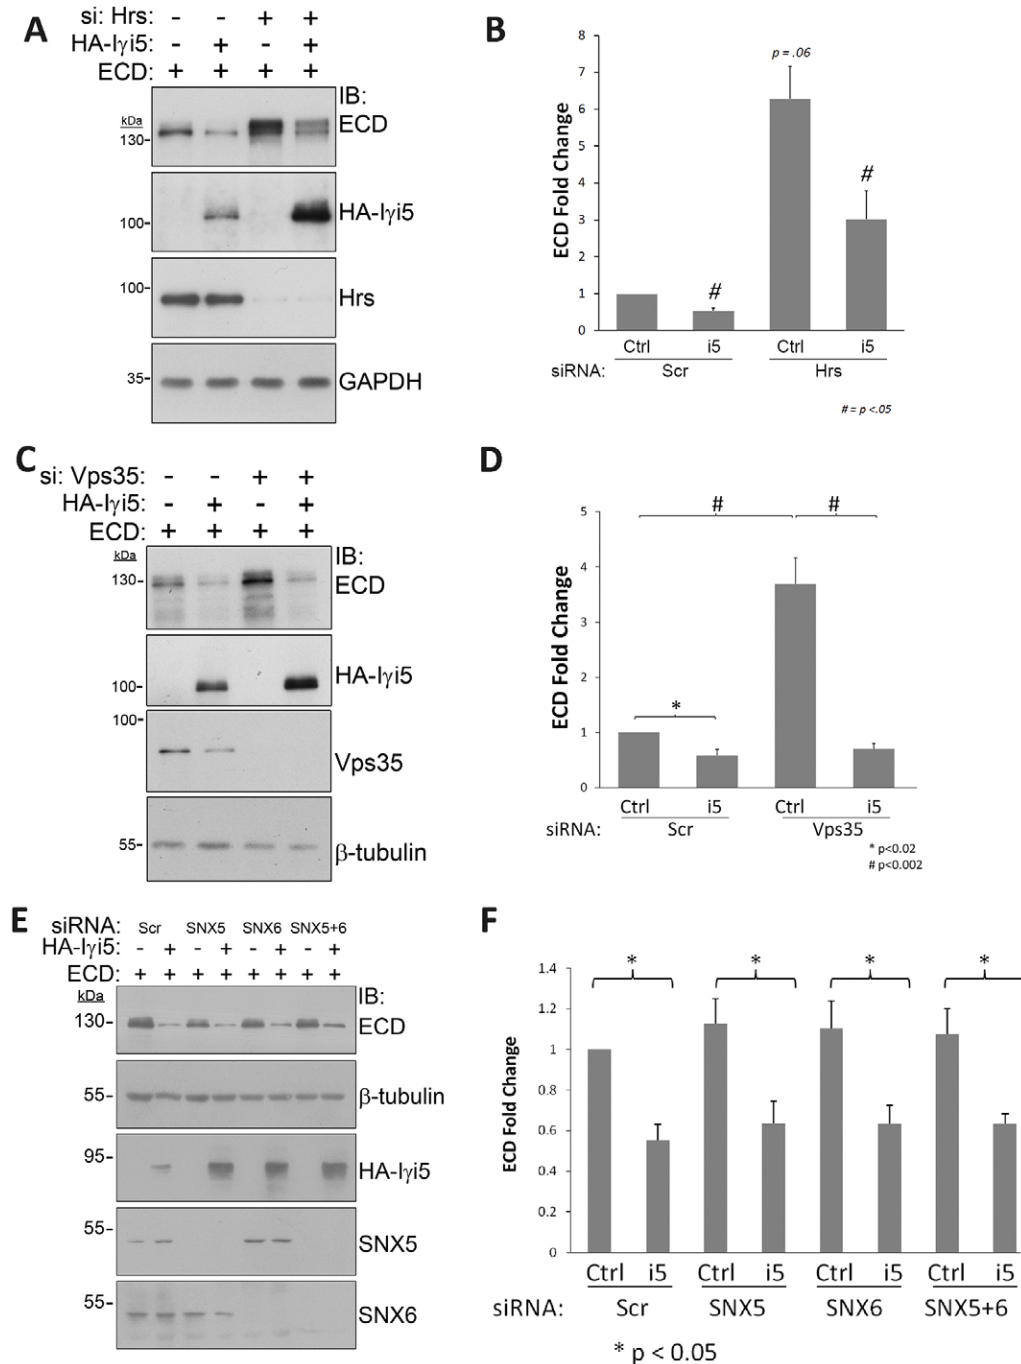 A
si: Hrs: - - + +
HA-Iγi5: - + - +
ECD: + + + +
IB:
kDa
ECD
130-
HA-Iγi5
100-
100-
Hrs
35-
GAPDH
B
ECD Fold Change
8
7
6
5
4
3
2
1
0
p = .06
#
#
Ctrl i5 Ctrl i5
siRNA: Scr Hrs
# = p <.05
C
si: Vps35: - - + +
HA-Iγi5: - + - +
ECD: + + + +
IB:
kDa
130-
ECD
HA-Iγi5
100-
100-
Vps35
55-
β-tubulin
D
ECD Fold Change
5
4
3
2
1
0
# #
*
Ctrl i5 Ctrl i5
siRNA: Scr Vps35
* p<0.02
# p<0.002
E
siRNA: Scr SNX5 SNX6 SNX5+6
HA-Iγi5: - + - + - + - +
ECD: + + + + + + + +
kDa
IB:
130-
ECD
55-
β-tubulin
95-
HA-Iγi5
55-
SNX5
55-
SNX6
F
ECD Fold Change
1.4
1.2
1
0.8
0.6
0.4
0.2
0
* * * *
Ctrl i5 Ctrl i5 Ctrl i5 Ctrl i5
siRNA: Scr SNX5 SNX6 SNX5+6
* p < 0.05